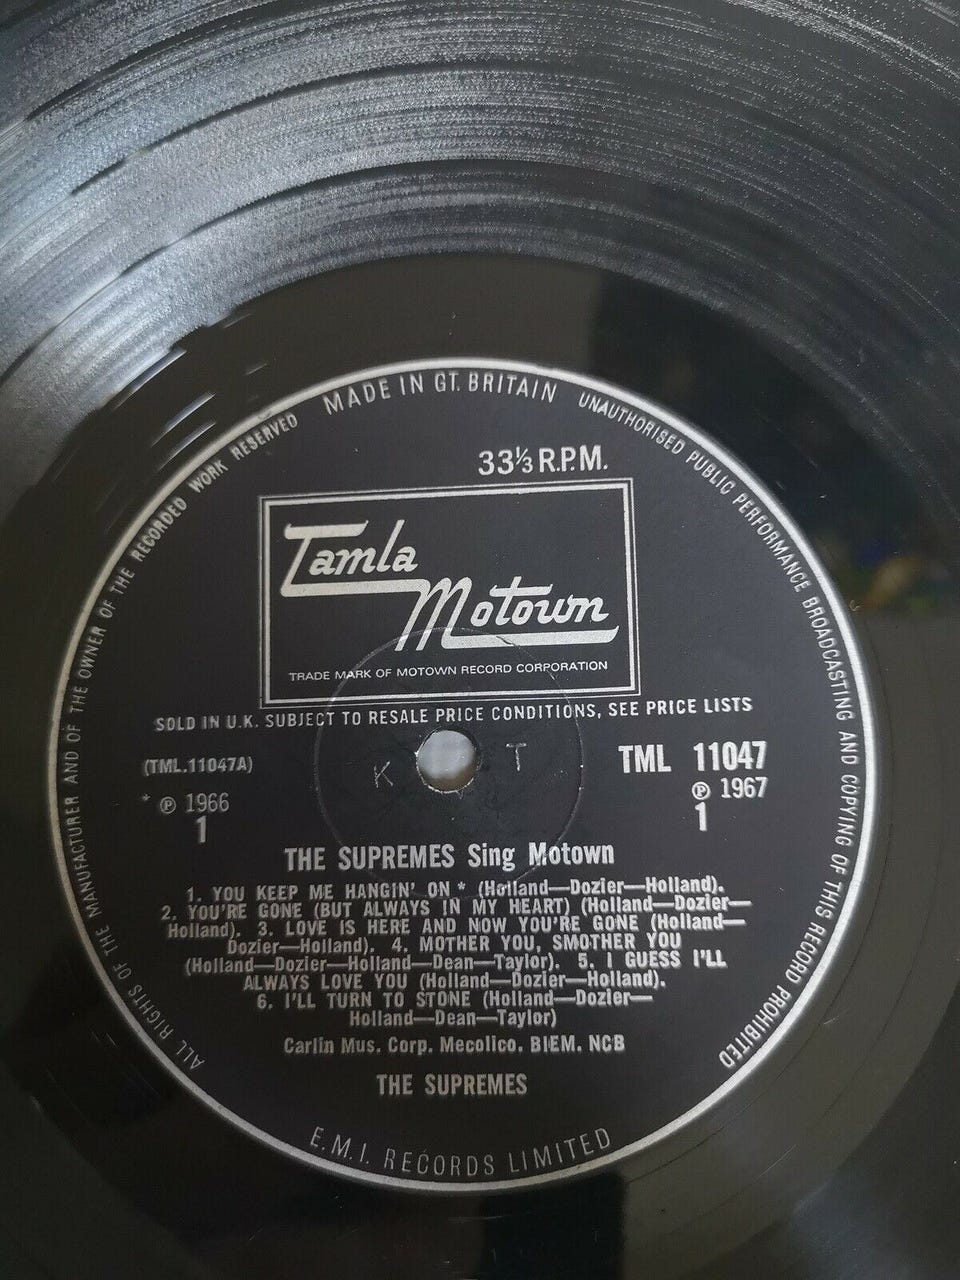 MADE IN GT. BRITAIN
UNAUTHORISED PUBLIC PERFORMANCE BROADCASTING AND COPYING OF THIS RECORD PROHIBITED
ALL RIGHTS OF THE MANUFACTURER AND OF THE OWNER OF THE RECORDED WORK RESERVED
33⅓ R.P.M.
Tamla
Motown
TRADE MARK OF MOTOWN RECORD CORPORATION
SOLD IN U.K. SUBJECT TO RESALE PRICE CONDITIONS, SEE PRICE LISTS
K T
(TML.11047A) TML 11047
* ℗ 1966 ℗ 1967
1 1
THE SUPREMES Sing Motown
1. YOU KEEP ME HANGIN' ON * (Holland—Dozier—Holland).
2. YOU'RE GONE (BUT ALWAYS IN MY HEART) (Holland—Dozier—
Holland). 3. LOVE IS HERE AND NOW YOU'RE GONE (Holland—
Dozier—Holland). 4. MOTHER YOU, SMOTHER YOU
(Holland—Dozier—Holland—Dean—Taylor). 5. I GUESS I'LL
ALWAYS LOVE YOU (Holland—Dozier—Holland).
6. I'LL TURN TO STONE (Holland—Dozier—
Holland—Dean—Taylor)
Carlin Mus. Corp. Mecolico. BIEM. NCB
THE SUPREMES
E.M.I. RECORDS LIMITED